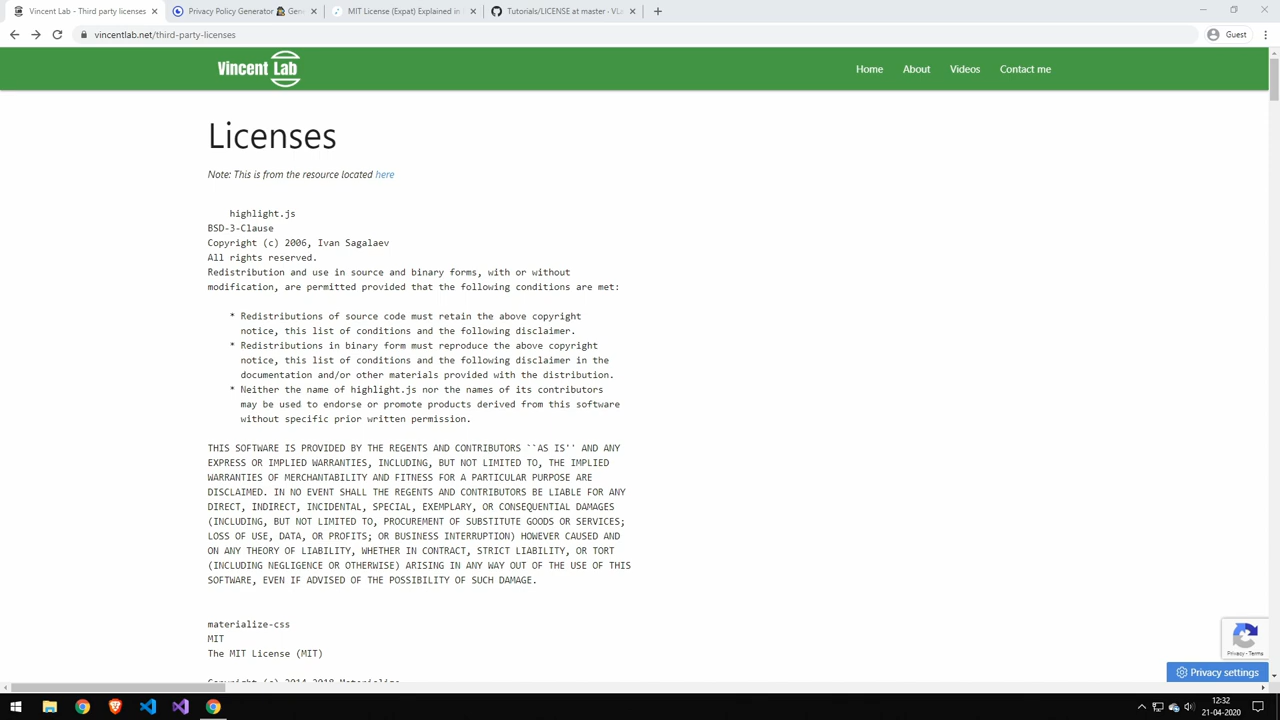 Vincent Lab - Third party licenses
Privacy Policy Generator
MIT License (Expat) Explained in
Tutorials/LICENSE at master · VL
vincentlab.net/third-party-licenses
Guest
Vincent Lab
Home
About
Videos
Contact me
Licenses
Note: This is from the resource located here
highlight.js
BSD-3-Clause
Copyright (c) 2006, Ivan Sagalaev
All rights reserved.
Redistribution and use in source and binary forms, with or without
modification, are permitted provided that the following conditions are met:
* Redistributions of source code must retain the above copyright
notice, this list of conditions and the following disclaimer.
* Redistributions in binary form must reproduce the above copyright
notice, this list of conditions and the following disclaimer in the
documentation and/or other materials provided with the distribution.
* Neither the name of highlight.js nor the names of its contributors
may be used to endorse or promote products derived from this software
without specific prior written permission.
THIS SOFTWARE IS PROVIDED BY THE REGENTS AND CONTRIBUTORS ``AS IS'' AND ANY
EXPRESS OR IMPLIED WARRANTIES, INCLUDING, BUT NOT LIMITED TO, THE IMPLIED
WARRANTIES OF MERCHANTABILITY AND FITNESS FOR A PARTICULAR PURPOSE ARE
DISCLAIMED. IN NO EVENT SHALL THE REGENTS AND CONTRIBUTORS BE LIABLE FOR ANY
DIRECT, INDIRECT, INCIDENTAL, SPECIAL, EXEMPLARY, OR CONSEQUENTIAL DAMAGES
(INCLUDING, BUT NOT LIMITED TO, PROCUREMENT OF SUBSTITUTE GOODS OR SERVICES;
LOSS OF USE, DATA, OR PROFITS; OR BUSINESS INTERRUPTION) HOWEVER CAUSED AND
ON ANY THEORY OF LIABILITY, WHETHER IN CONTRACT, STRICT LIABILITY, OR TORT
(INCLUDING NEGLIGENCE OR OTHERWISE) ARISING IN ANY WAY OUT OF THE USE OF THIS
SOFTWARE, EVEN IF ADVISED OF THE POSSIBILITY OF SUCH DAMAGE.
materialize-css
MIT
The MIT License (MIT)
Copyright (c) 2014-2018 Materialize
Privacy - Terms
Privacy settings
12:32
21-04-2020